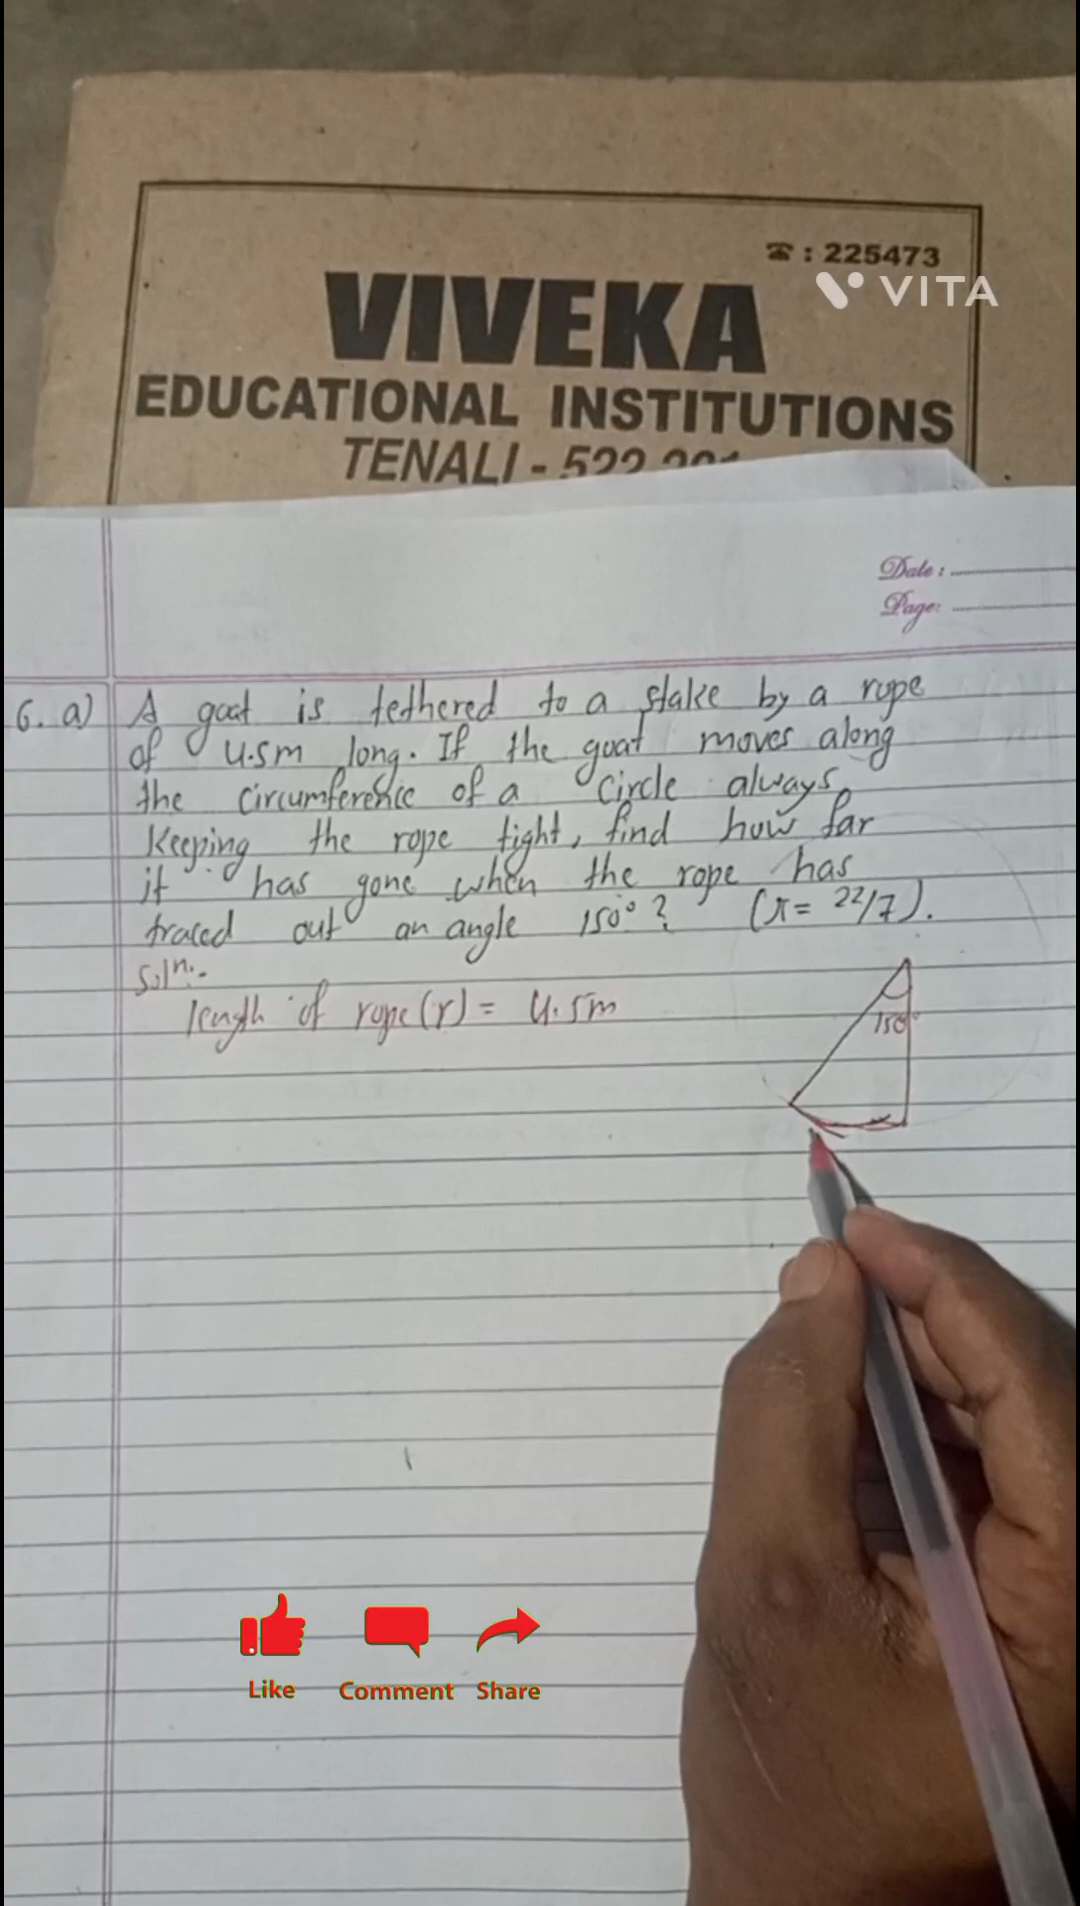 ☎ : 225473
VITA
VIVEKA
EDUCATIONAL INSTITUTIONS
TENALI - 522 201
Date :
Page:
6. a) A goat is tethered to a stake by a rope
of 4.5m long. If the goat moves along
the circumference of a circle always
keeping the rope tight, find how far
it has gone when the rope has
traced out an angle 150° ? (π = 22/7).
Soln:-
length of rope (r) = 4.5m
150°
Like Comment Share